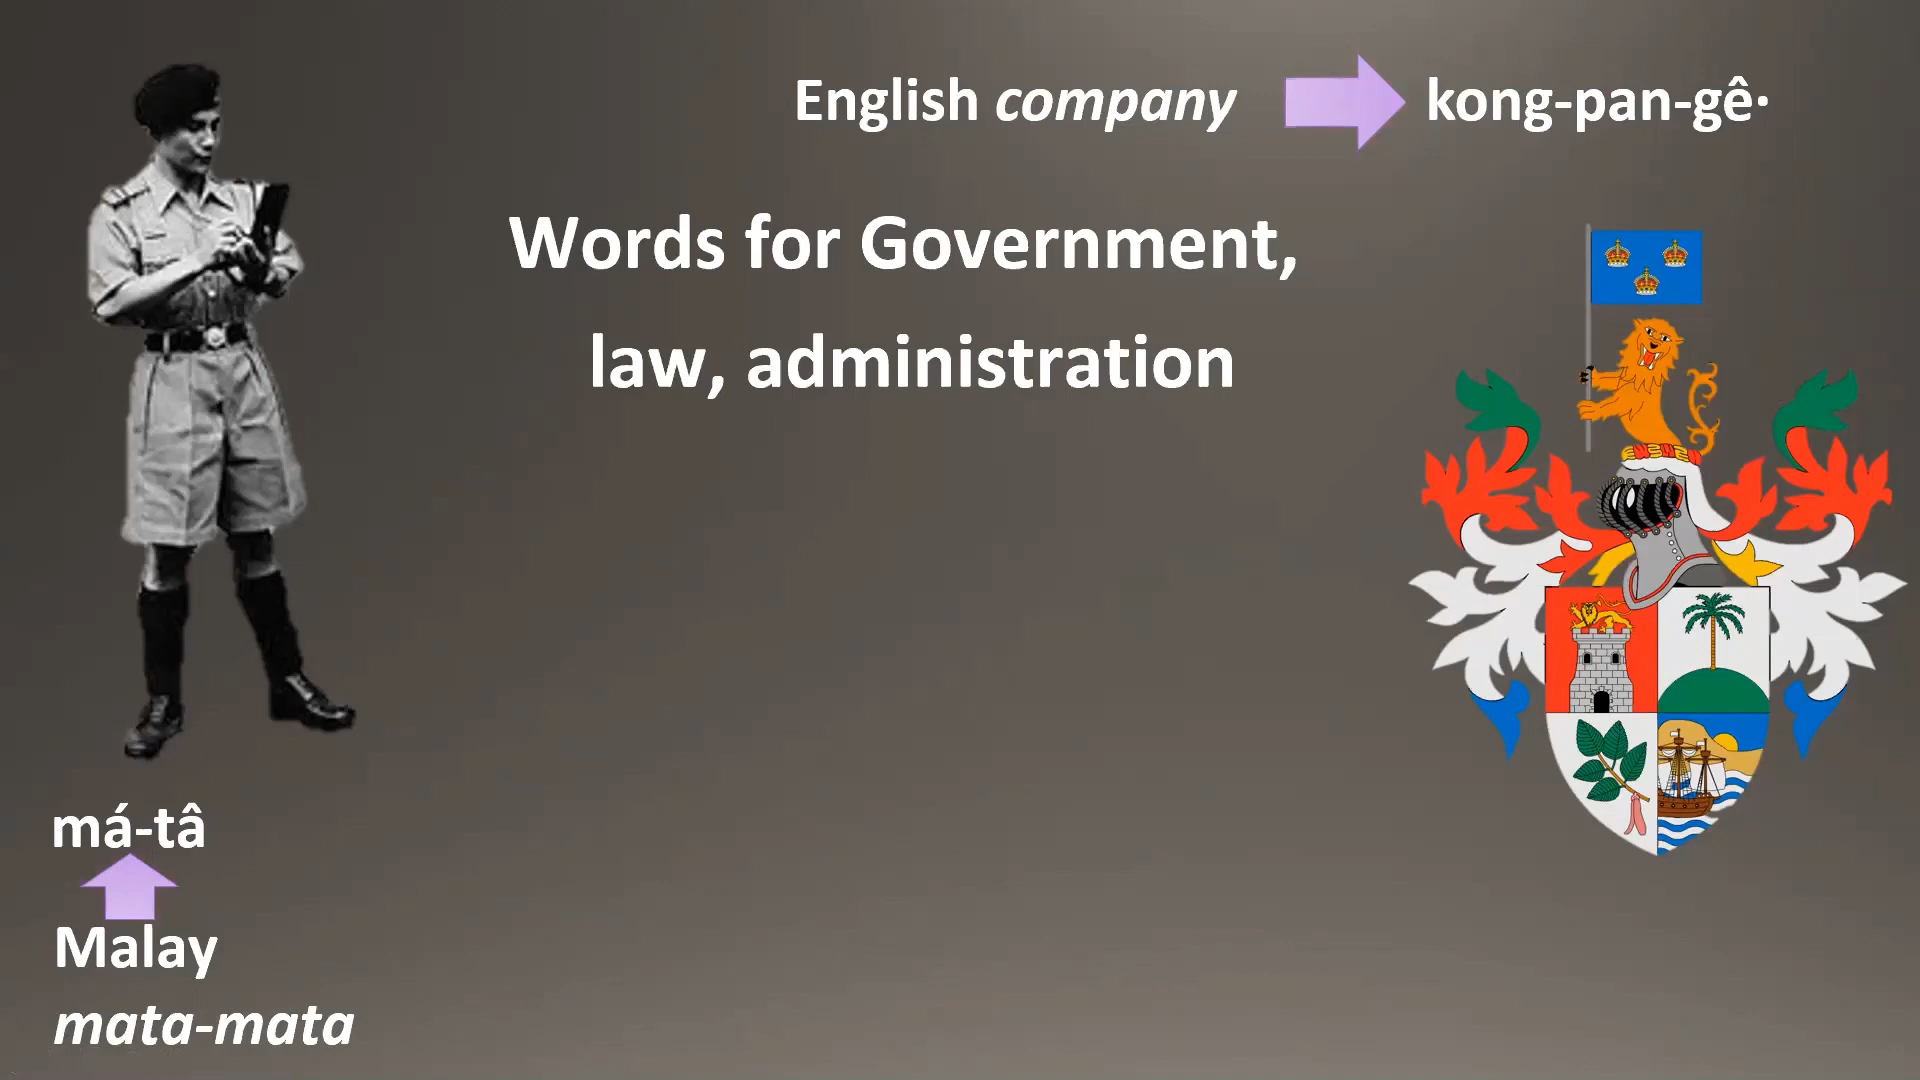 English company
kong-pan-gê·
Words for Government,
law, administration
má-tâ
Malay
mata-mata